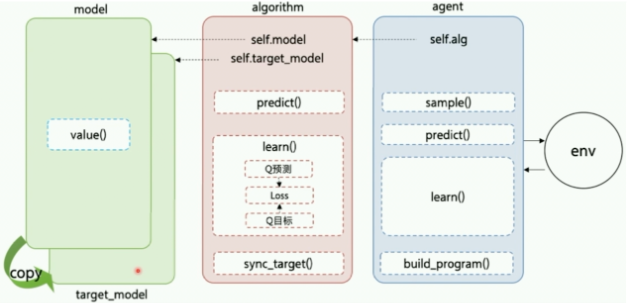 model
algorithm
agent
self.model
self.alg
self.target_model
value()
predict()
sample()
predict()
learn()
Q预测
Loss
Q目标
learn()
env
sync_target()
build_program()
copy
target_model